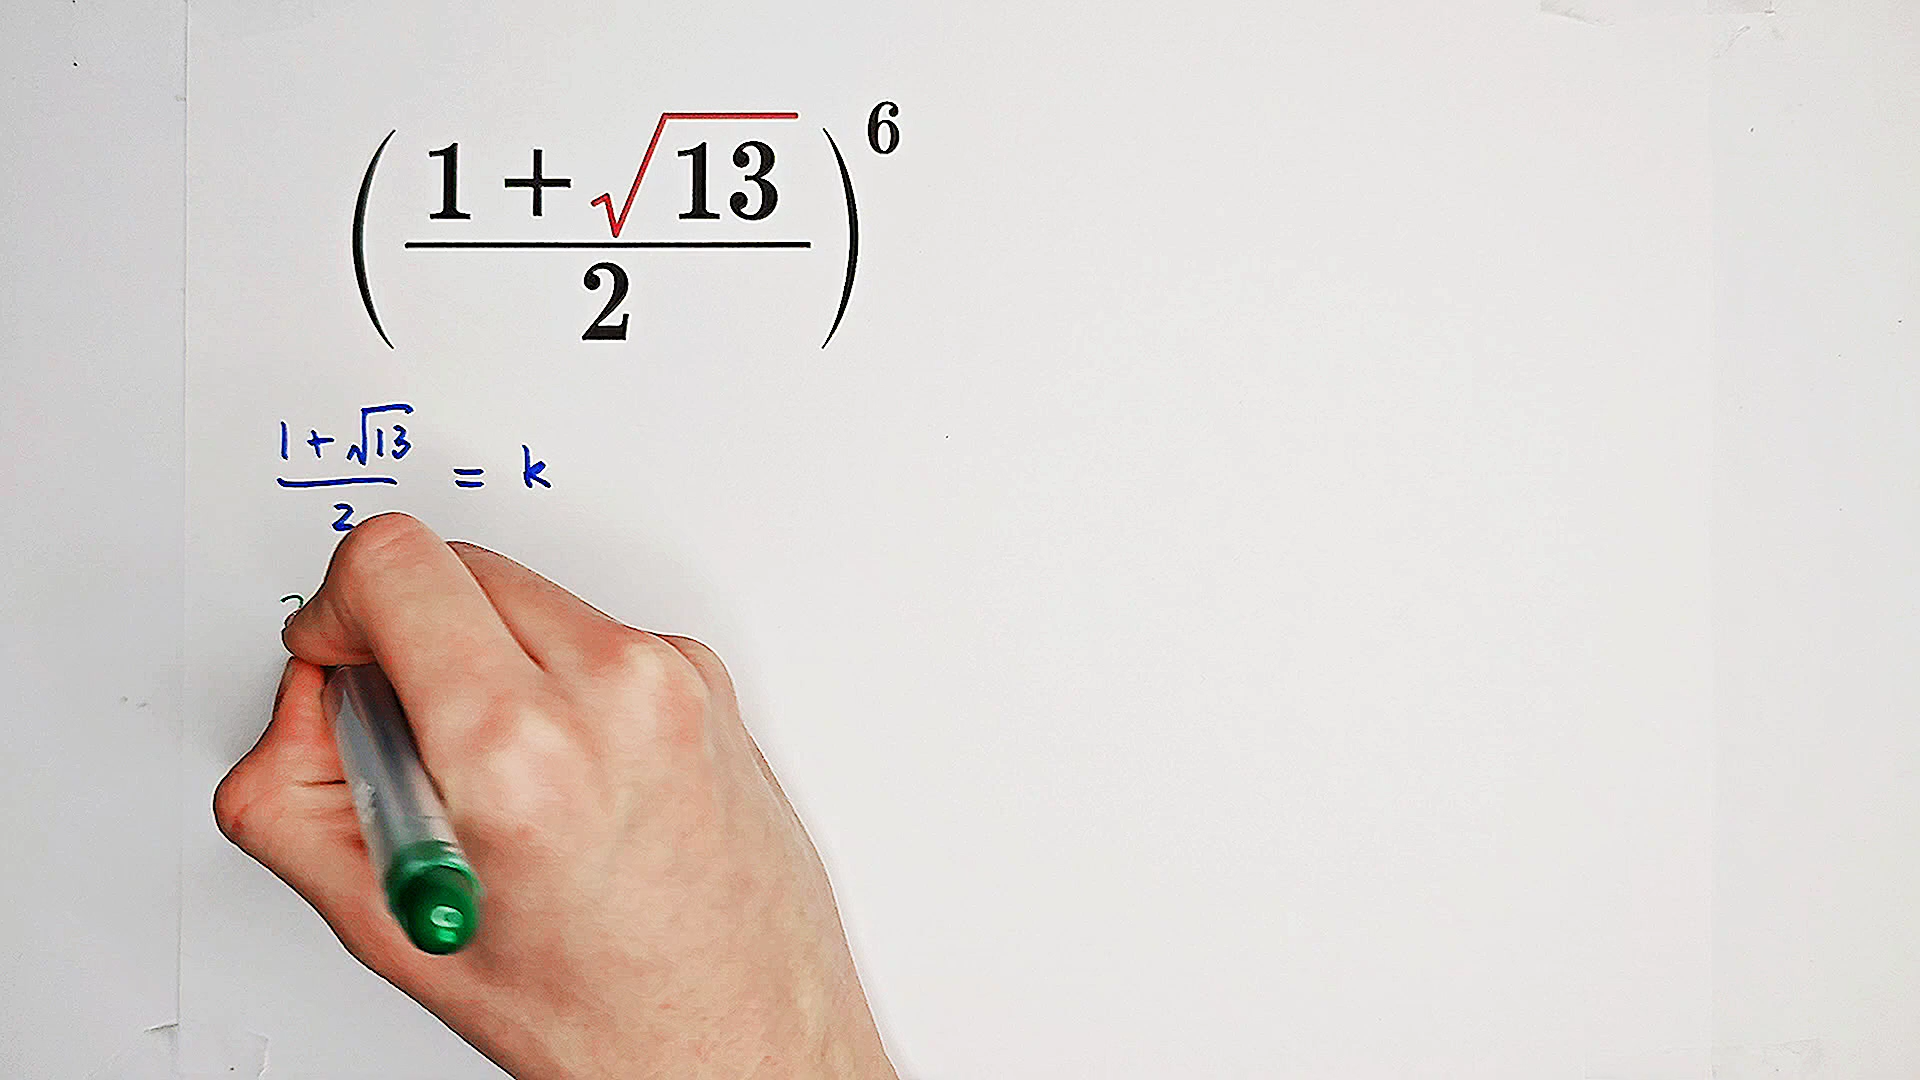 (1 + √13 / 2)^6
1 + √13 / 2 = k